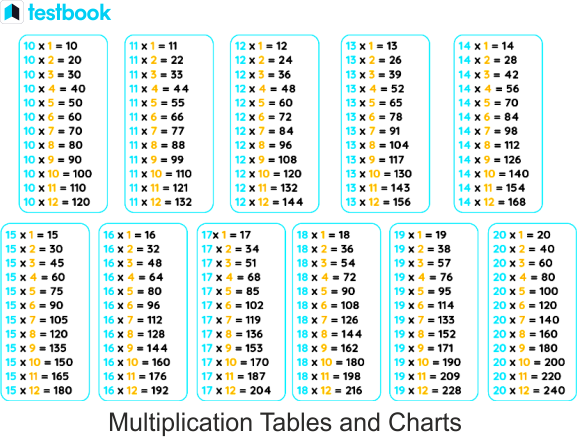 testbook
10 x 1 = 10
10 x 2 = 20
10 x 3 = 30
10 x 4 = 40
10 x 5 = 50
10 x 6 = 60
10 x 7 = 70
10 x 8 = 80
10 x 9 = 90
10 x 10 = 100
10 x 11 = 110
10 x 12 = 120
11 x 1 = 11
11 x 2 = 22
11 x 3 = 33
11 x 4 = 44
11 x 5 = 55
11 x 6 = 66
11 x 7 = 77
11 x 8 = 88
11 x 9 = 99
11 x 10 = 110
11 x 11 = 121
11 x 12 = 132
12 x 1 = 12
12 x 2 = 24
12 x 3 = 36
12 x 4 = 48
12 x 5 = 60
12 x 6 = 72
12 x 7 = 84
12 x 8 = 96
12 x 9 = 108
12 x 10 = 120
12 x 11 = 132
12 x 12 = 144
13 x 1 = 13
13 x 2 = 26
13 x 3 = 39
13 x 4 = 52
13 x 5 = 65
13 x 6 = 78
13 x 7 = 91
13 x 8 = 104
13 x 9 = 117
13 x 10 = 130
13 x 11 = 143
13 x 12 = 156
14 x 1 = 14
14 x 2 = 28
14 x 3 = 42
14 x 4 = 56
14 x 5 = 70
14 x 6 = 84
14 x 7 = 98
14 x 8 = 112
14 x 9 = 126
14 x 10 = 140
14 x 11 = 154
14 x 12 = 168
15 x 1 = 15
15 x 2 = 30
15 x 3 = 45
15 x 4 = 60
15 x 5 = 75
15 x 6 = 90
15 x 7 = 105
15 x 8 = 120
15 x 9 = 135
15 x 10 = 150
15 x 11 = 165
15 x 12 = 180
16 x 1 = 16
16 x 2 = 32
16 x 3 = 48
16 x 4 = 64
16 x 5 = 80
16 x 6 = 96
16 x 7 = 112
16 x 8 = 128
16 x 9 = 144
16 x 10 = 160
16 x 11 = 176
16 x 12 = 192
17x 1 = 17
17 x 2 = 34
17 x 3 = 51
17 x 4 = 68
17 x 5 = 85
17 x 6 = 102
17 x 7 = 119
17 x 8 = 136
17 x 9 = 153
17 x 10 = 170
17 x 11 = 187
17 x 12 = 204
18 x 1 = 18
18 x 2 = 36
18 x 3 = 54
18 x 4 = 72
18 x 5 = 90
18 x 6 = 108
18 x 7 = 126
18 x 8 = 144
18 x 9 = 162
18 x 10 = 180
18 x 11 = 198
18 x 12 = 216
19 x 1 = 19
19 x 2 = 38
19 x 3 = 57
19 x 4 = 76
19 x 5 = 95
19 x 6 = 114
19 x 7 = 133
19 x 8 = 152
19 x 9 = 171
19 x 10 = 190
19 x 11 = 209
19 x 12 = 228
20 x 1 = 20
20 x 2 = 40
20 x 3 = 60
20 x 4 = 80
20 x 5 = 100
20 x 6 = 120
20 x 7 = 140
20 x 8 = 160
20 x 9 = 180
20 x 10 = 200
20 x 11 = 220
20 x 12 = 240
Multiplication Tables and Charts